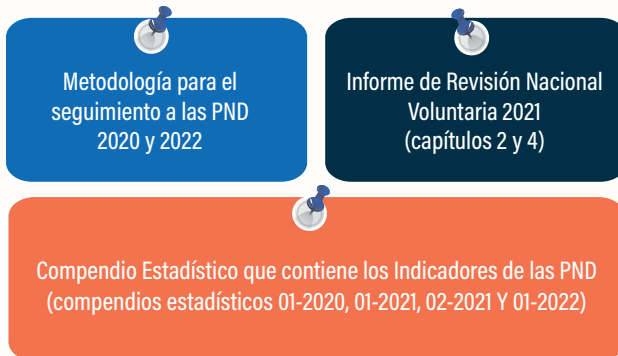 Metodología para el
seguimiento a las PND
2020 y 2022
Informe de Revisión Nacional
Voluntaria 2021
(capítulos 2 y 4)
Compendio Estadístico que contiene los Indicadores de las PND
(compendios estadísticos 01-2020, 01-2021, 02-2021 Y 01-2022)